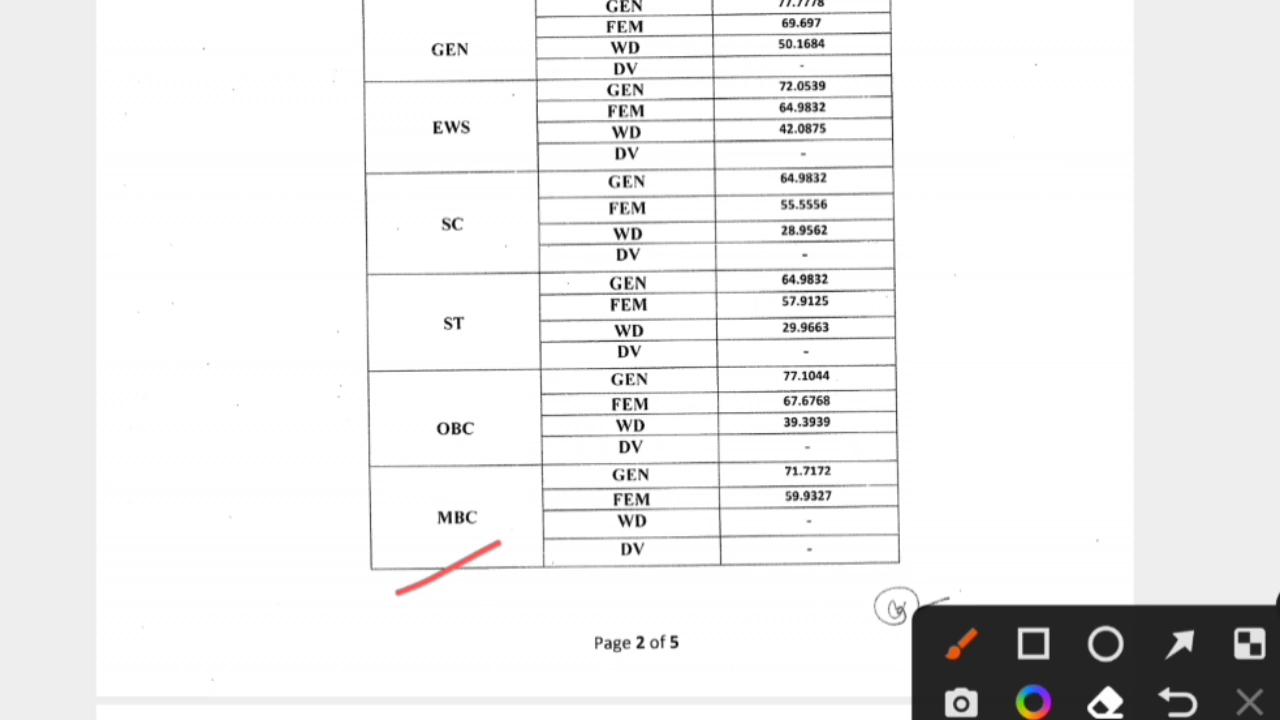 GEN 77.7778
FEM 69.697
GEN
WD 50.1684
DV -
GEN 72.0539
FEM 64.9832
EWS
WD 42.0875
DV -
GEN 64.9832
FEM 55.5556
SC
WD 28.9562
DV -
GEN 64.9832
FEM 57.9125
ST
WD 29.9663
DV -
GEN 77.1044
FEM 67.6768
OBC
WD 39.3939
DV -
GEN 71.7172
FEM 59.9327
MBC
WD -
DV -
Page 2 of 5